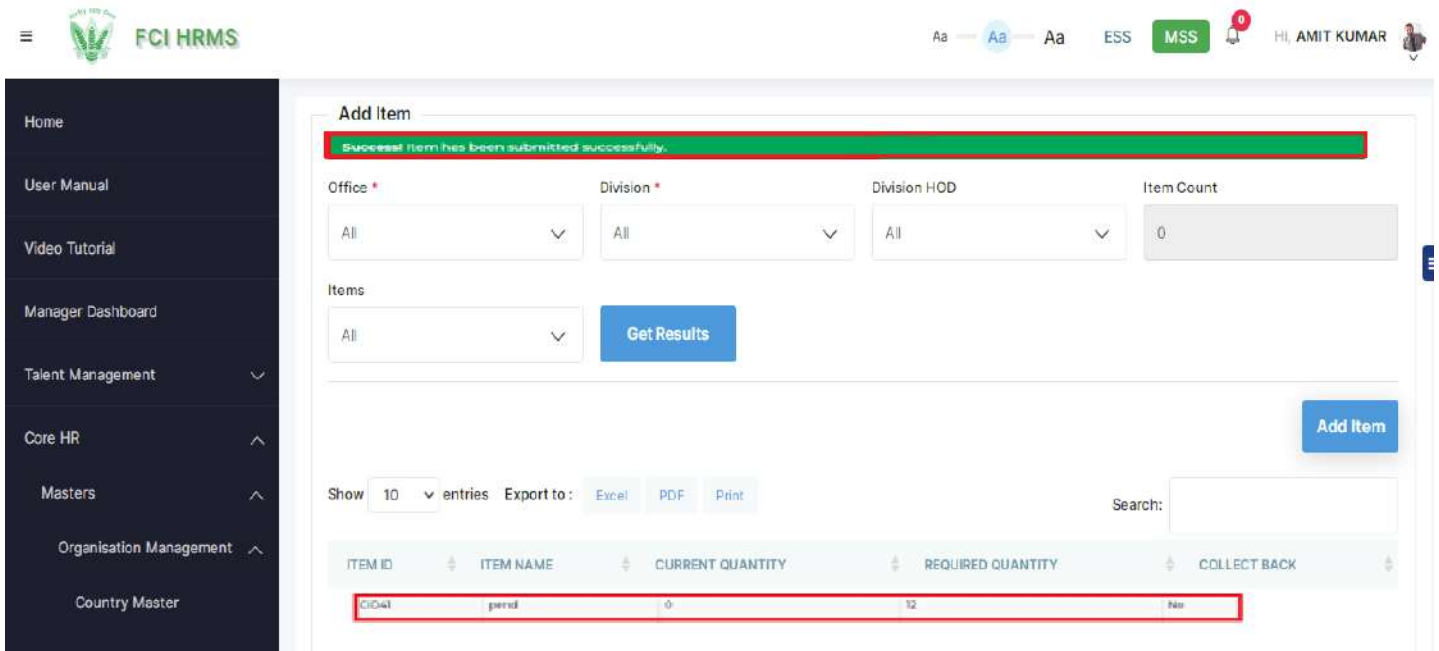 FCI HRMS
Aa Aa Aa ESS MSS 0 Hi, AMIT KUMAR
Home
User Manual
Video Tutorial
Manager Dashboard
Talent Management
Core HR
Masters
Organisation Management
Country Master
Add Item
Success! Item has been submitted successfully.
Office * Division * Division HOD Item Count
All All All 0
Items
All Get Results
Add Item
Show 10 entries Export to : Excel PDF Print Search:
ITEM ID ITEM NAME CURRENT QUANTITY REQUIRED QUANTITY COLLECT BACK
0 12 No